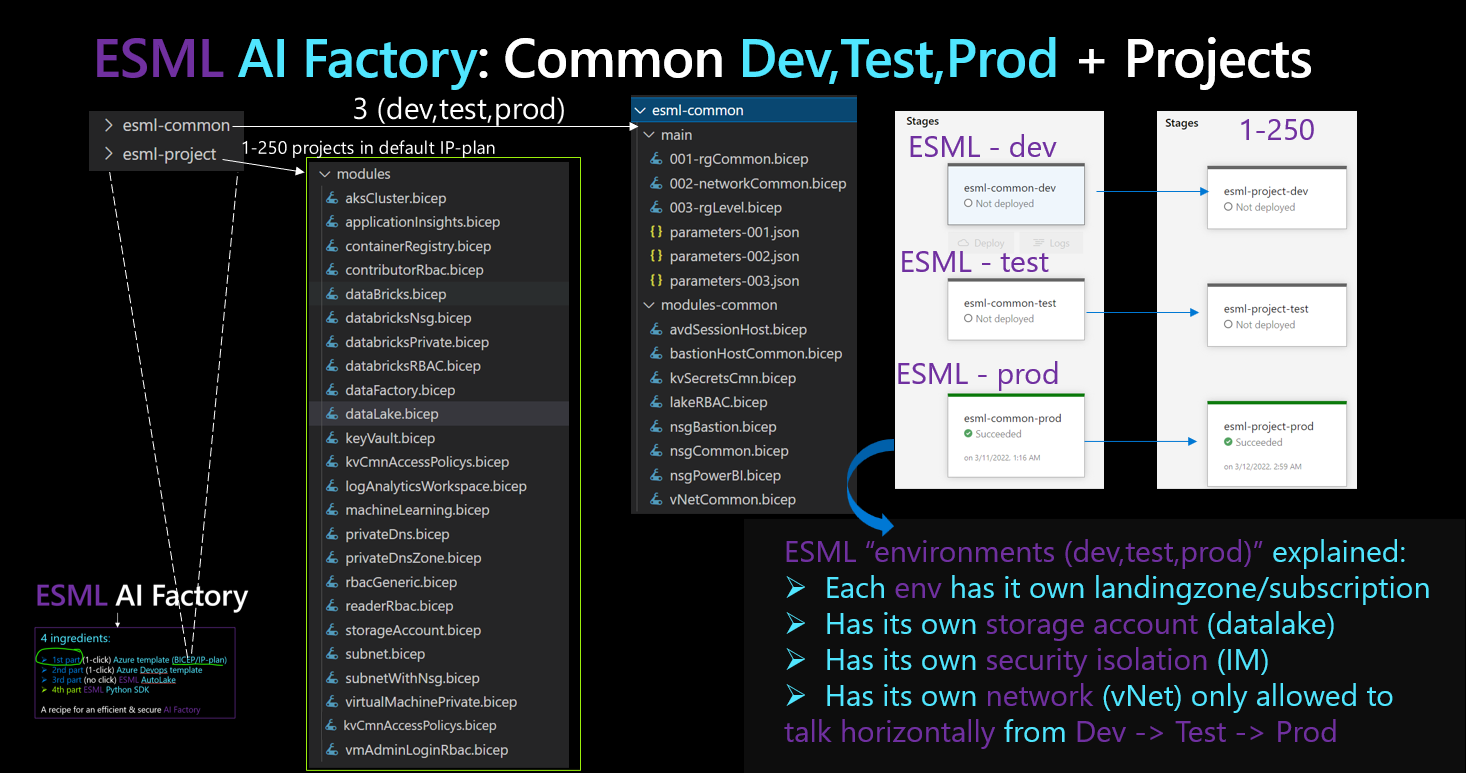 ESML AI Factory: Common Dev,Test,Prod + Projects
esml-common
esml-project
3 (dev,test,prod)
1-250 projects in default IP-plan
modules
aksCluster.bicep
applicationInsights.bicep
containerRegistry.bicep
contributorRbac.bicep
dataBricks.bicep
databricksNsg.bicep
databricksPrivate.bicep
databricksRBAC.bicep
dataFactory.bicep
dataLake.bicep
keyVault.bicep
kvCmnAccessPolicys.bicep
logAnalyticsWorkspace.bicep
machineLearning.bicep
privateDns.bicep
privateDnsZone.bicep
rbacGeneric.bicep
readerRbac.bicep
storageAccount.bicep
subnet.bicep
subnetWithNsg.bicep
virtualMachinePrivate.bicep
kvCmnAccessPolicys.bicep
vmAdminLoginRbac.bicep
esml-common
main
001-rgCommon.bicep
002-networkCommon.bicep
003-rgLevel.bicep
{ } parameters-001.json
{ } parameters-002.json
{ } parameters-003.json
modules-common
avdSessionHost.bicep
bastionHostCommon.bicep
kvSecretsCmn.bicep
lakeRBAC.bicep
nsgBastion.bicep
nsgCommon.bicep
nsgPowerBI.bicep
vNetCommon.bicep
Stages
ESML - dev
esml-common-dev
Not deployed
Deploy
Logs
ESML - test
esml-common-test
Not deployed
ESML - prod
esml-common-prod
Succeeded
on 3/11/2022, 1:16 AM
Stages
1-250
esml-project-dev
Not deployed
esml-project-test
Not deployed
esml-project-prod
Succeeded
on 3/12/2022, 2:59 AM
ESML “environments (dev,test,prod)” explained:
➢ Each env has it own landingzone/subscription
➢ Has its own storage account (datalake)
➢ Has its own security isolation (IM)
➢ Has its own network (vNet) only allowed to
talk horizontally from Dev -> Test -> Prod
ESML AI Factory
4 ingredients:
➢ 1st part (1-click) Azure template (BICEP/IP-plan)
➢ 2nd part (1-click) Azure Devops template
➢ 3rd part (no click) ESML AutoLake
➢ 4th part ESML Python SDK
A recipe for an efficient & secure AI Factory